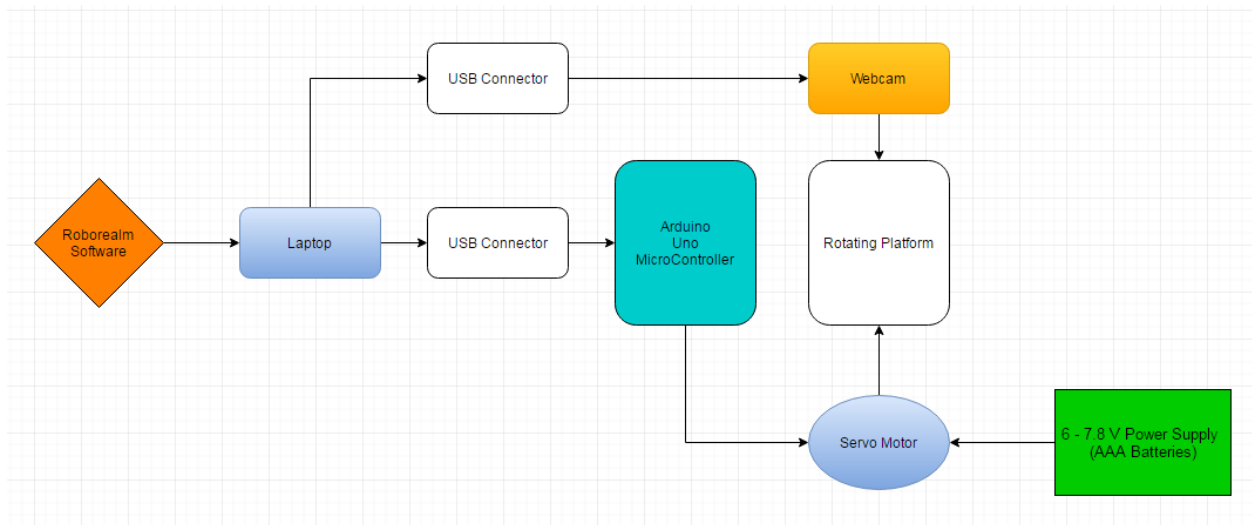 USB Connector
Webcam
Roborealm
Software
Laptop
USB Connector
Arduino
Uno
MicroController
Rotating Platform
Servo Motor
6 - 7.8 V Power Supply
(AAA Batteries)